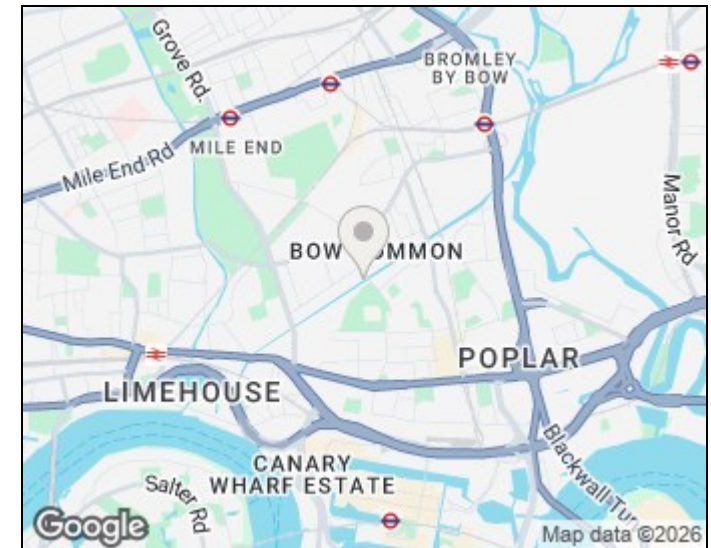 Grove Rd.
BROMLEY
BY BOW
MILE END
Mile End Rd
Manor Rd
BOW
OMMON
POPLAR
LIMEHOUSE
CANARY
WHARF ESTATE
Salter Rd
Blackwall Tu
Google
Map data ©2026